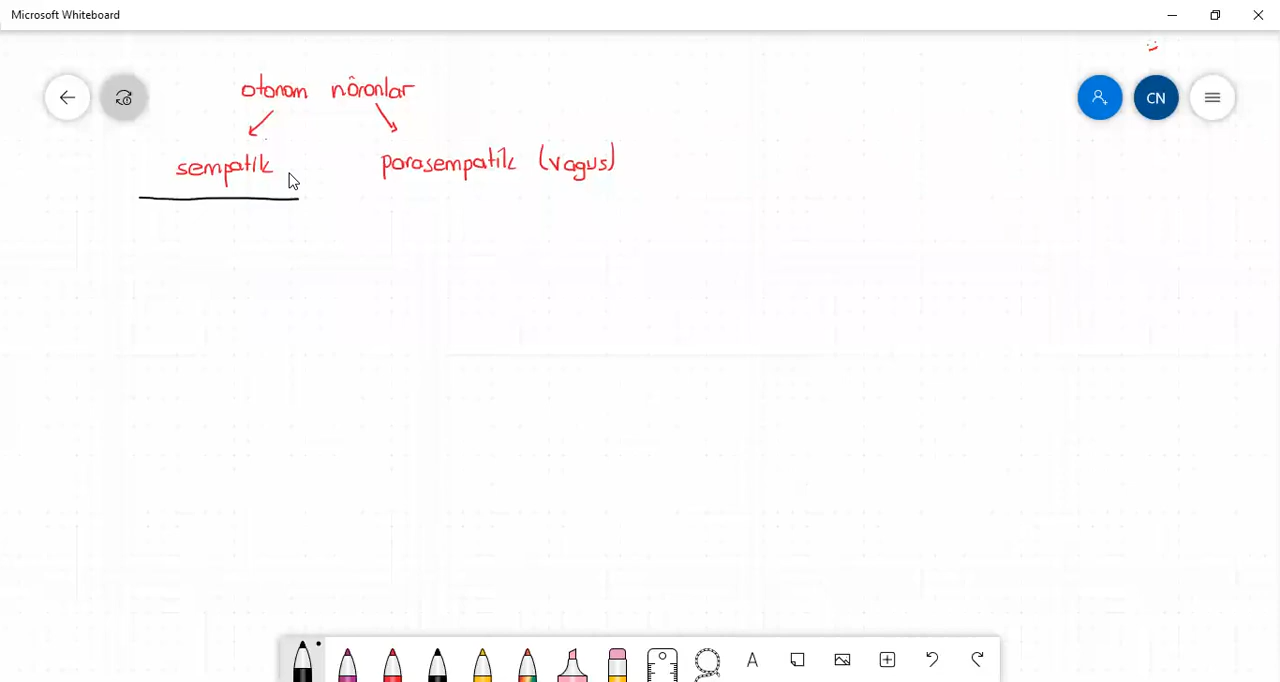 Microsoft Whiteboard
otonom nöronlar
CN
sempatik parasempatik (vagus)
A